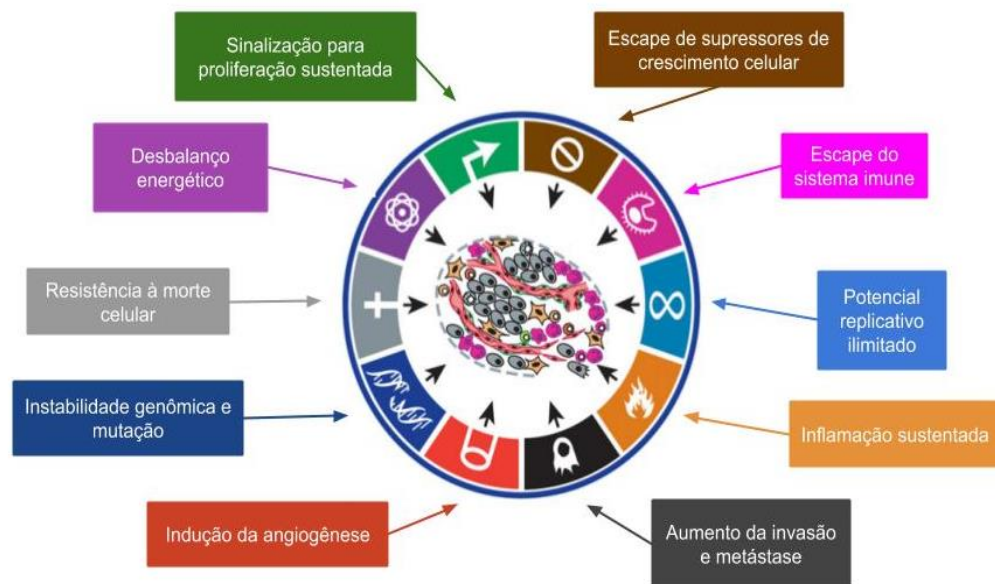 Sinalização para
proliferação sustentada
Escape de supressores de
crescimento celular
Desbalanço
energético
Escape do
sistema imune
Resistência à morte
celular
Potencial
replicativo
ilimitado
Instabilidade genômica e
mutação
Inflamação sustentada
Indução da angiogênese
Aumento da invasão
e metástase